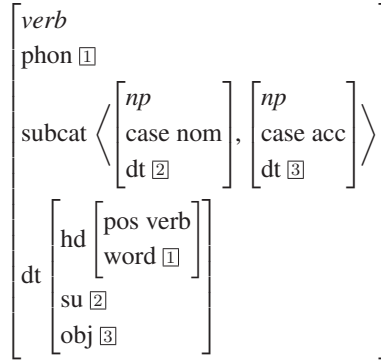 verb
phon 1
np np
subcat ⟨ case nom , case acc ⟩
dt 2 dt 3
pos verb
hd word 1
dt su 2
obj 3